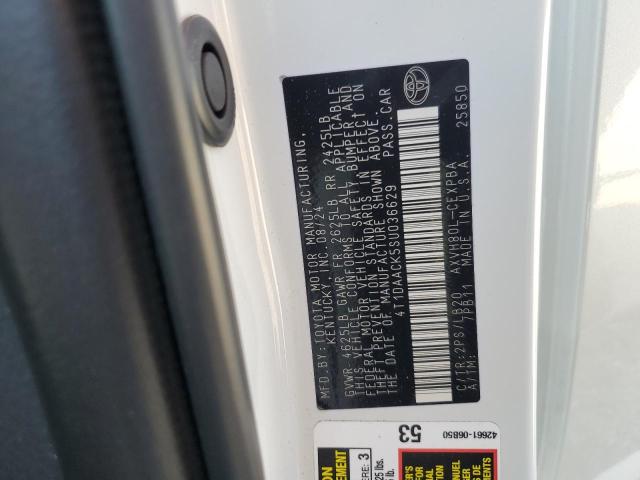 MFD. BY: TOYOTA MOTOR MANUFACTURING,
KENTUCKY, INC. 08/24
GVWR 4625LB GAWR FR 2625LB RR 2425LB
THIS VEHICLE CONFORMS TO ALL APPLICABLE
FEDERAL MOTOR VEHICLE SAFETY, BUMPER AND
THEFT PREVENTION STANDARDS IN EFFECT ON
THE DATE OF MANUFACTURE SHOWN ABOVE.
4T1DAACK5SU036629 PASS.CAR
C/TR:2PS/LB20 AXVH80L-CEXPBA
A/TM: 7PB11 MADE IN U.S.A. 25850
42661-06B50
53